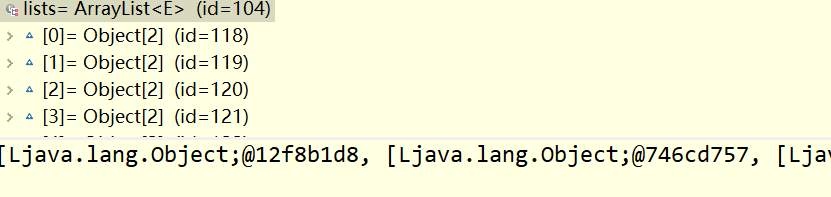 lists= ArrayList<E> (id=104)
[0]= Object[2] (id=118)
[1]= Object[2] (id=119)
[2]= Object[2] (id=120)
[3]= Object[2] (id=121)
[Ljava.lang.Object;@12f8b1d8, [Ljava.lang.Object;@746cd757, [Ljav